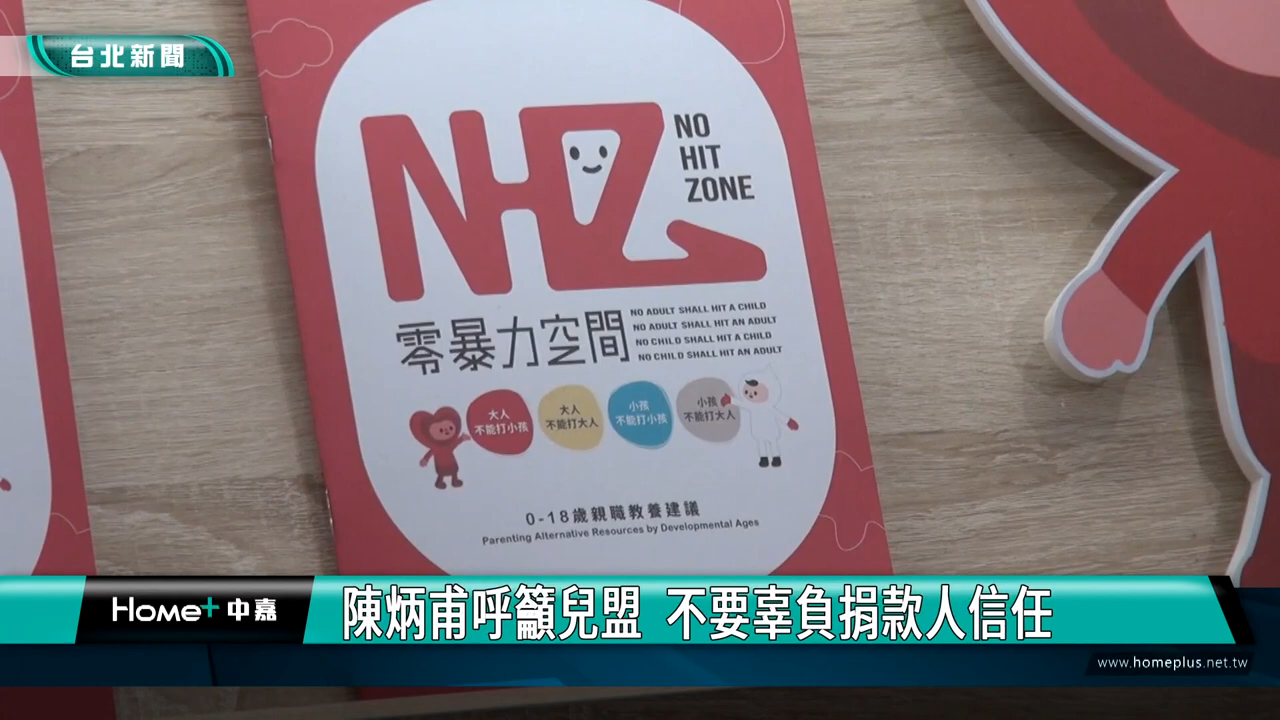 台北新聞
NHZ
NO
HIT
ZONE
零暴力空間
NO ADULT SHALL HIT A CHILD
NO ADULT SHALL HIT AN ADULT
NO CHILD SHALL HIT A CHILD
NO CHILD SHALL HIT AN ADULT
大人
不能打小孩
大人
不能打大人
小孩
不能打小孩
小孩
不能打大人
0-18歲親職教養建議
Parenting Alternative Resources by Developmental Ages
Home+中嘉
陳炳甫呼籲兒盟 不要辜負捐款人信任
www.homeplus.net.tw